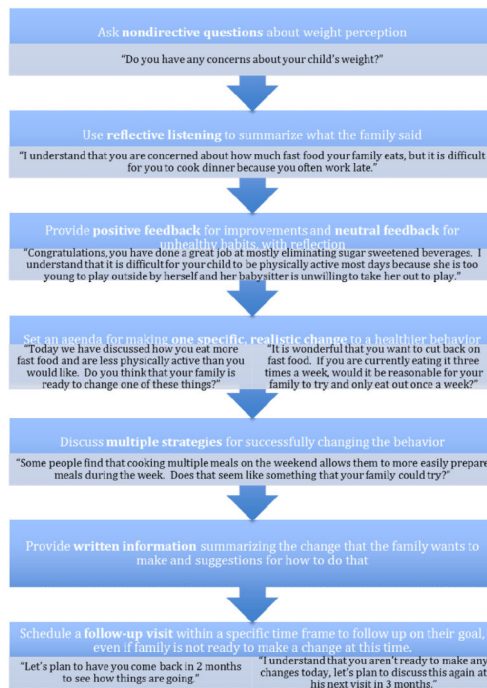 Ask nondirective questions about weight perception
“Do you have any concerns about your child's weight?”
Use reflective listening to summarize what the family said
“I understand that you are concerned about how much fast food your family eats, but it is difficult
for you to cook dinner because you often work late.”
Provide positive feedback for improvements and neutral feedback for
unhealthy habits, with reflection
“Congratulations, you have done a great job at mostly eliminating sugar sweetened beverages. I
understand that it is difficult for your child to be physically active most days because she is too
young to play outside by herself and her babysitter is unwilling to take her out to play.”
Set an agenda for making one specific, realistic change to a healthier behavior
“Today we have discussed how you eat more
fast food and are less physically active than you
would like. Do you think that your family is
ready to change one of these things?”
“It is wonderful that you want to cut back on
fast food. If you are currently eating it three
times a week, would it be reasonable for your
family to try and only eat out once a week?”
Discuss multiple strategies for successfully changing the behavior
“Some people find that cooking multiple meals on the weekend allows them to more easily prepare
meals during the week. Does that seem like something that your family could try?”
Provide written information summarizing the change that the family wants to
make and suggestions for how to do that
Schedule a follow-up visit within a specific time frame to follow up on their goal,
even if family is not ready to make a change at this time.
“Let's plan to have you come back in 2 months
to see how things are going.”
“I understand that you aren't ready to make any
changes today, let's plan to discuss this again at
his next visit in 3 months.”